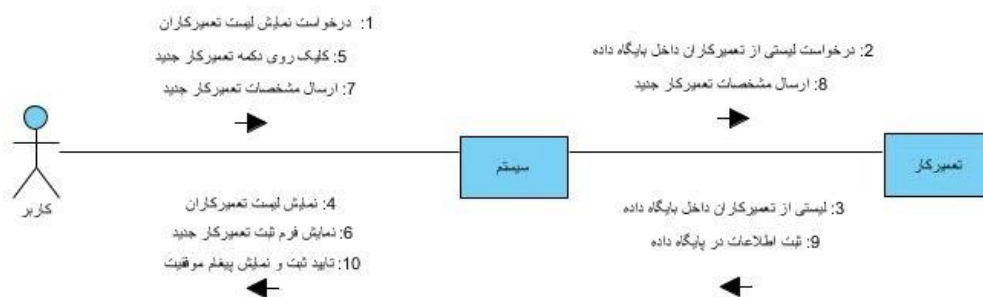 1: درخواست نمایش لیست تعمیرکاران
5: کلیک روی دکمه تعمیرکار جدید
7: ارسال مشخصات تعمیرکار جدید
2: درخواست لیستی از تعمیرکاران داخل بایگاه داده
8: ارسال مشخصات تعمیرکار جدید
سیستم
تعمیرکار
کاربر
4: نمایش لیست تعمیرکاران
6: نمایش فرم ثبت تعمیرکار جدید
10: تایید ثبت و نمایش پیغام موفقیت
3: لیستی از تعمیرکاران داخل بایگاه داده
9: ثبت اطلاعات در پایگاه داده